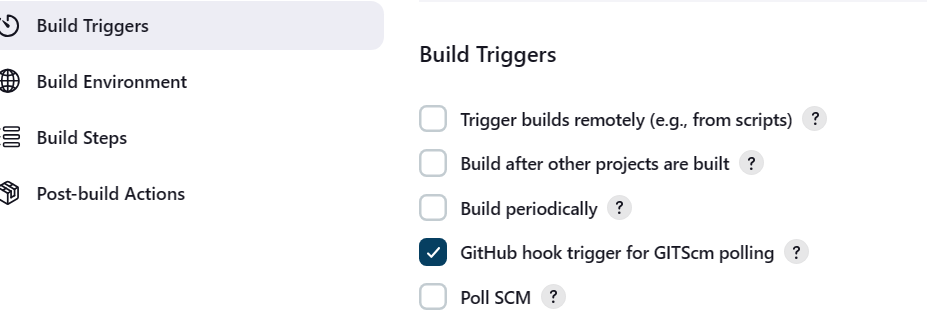 Build Triggers
Build Environment
Build Steps
Post-build Actions
Build Triggers
Trigger builds remotely (e.g., from scripts) ?
Build after other projects are built ?
Build periodically ?
GitHub hook trigger for GITScm polling ?
Poll SCM ?